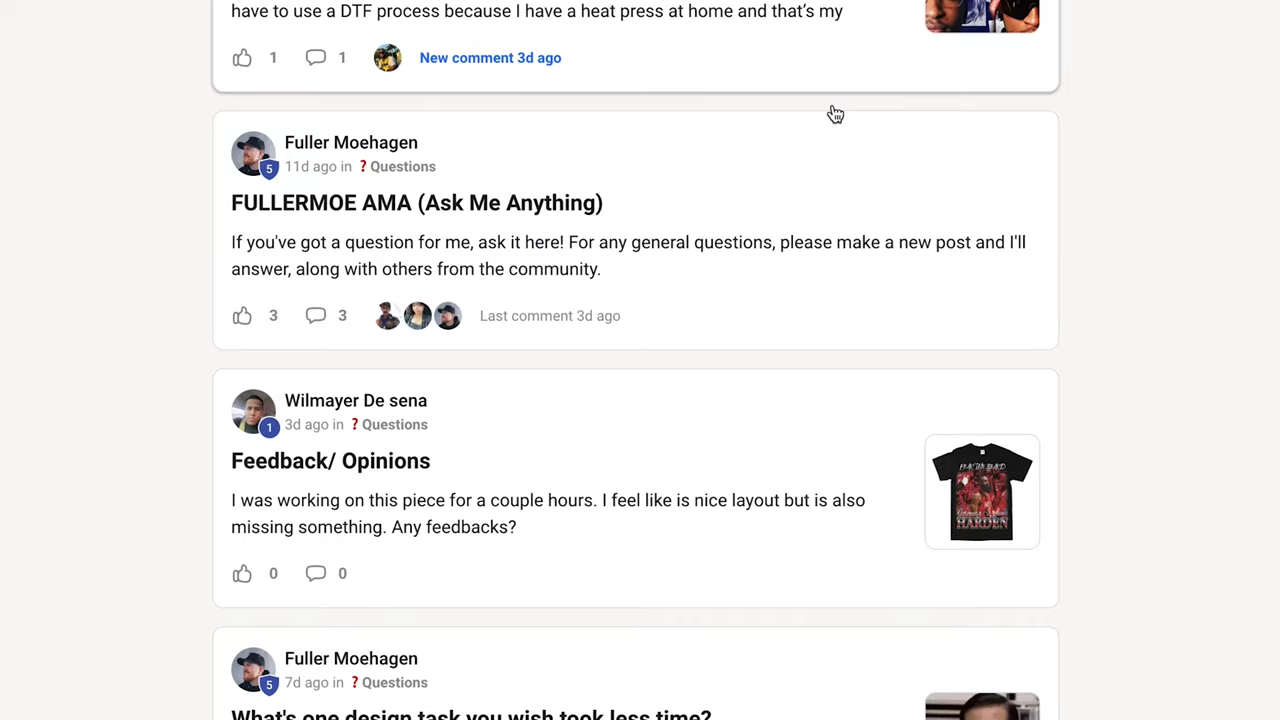 have to use a DTF process because I have a heat press at home and that’s my
1 1 New comment 3d ago
Fuller Moehagen
5 11d ago in ? Questions
FULLERMOE AMA (Ask Me Anything)
If you've got a question for me, ask it here! For any general questions, please make a new post and I'll
answer, along with others from the community.
3 3 Last comment 3d ago
Wilmayer De sena
1 3d ago in ? Questions
Feedback/ Opinions
I was working on this piece for a couple hours. I feel like is nice layout but is also
missing something. Any feedbacks?
FEAR THE BEARD
HARDEN
0 0
Fuller Moehagen
5 7d ago in ? Questions
What's one design task you wish took less time?